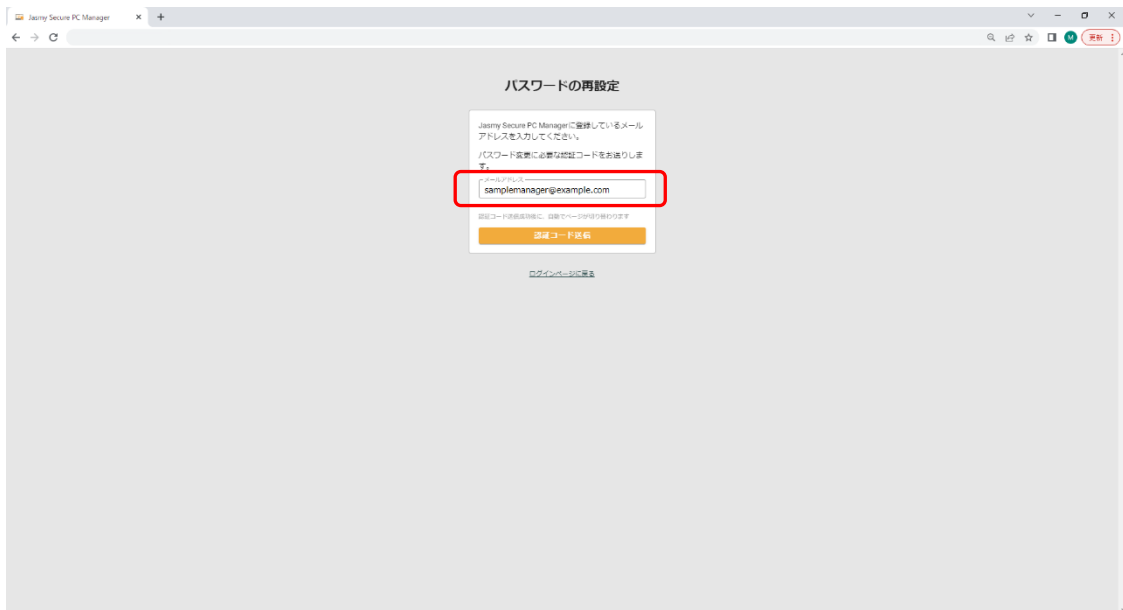 Jasmy Secure PC Manager
M
更新
パスワードの再設定
Jasmy Secure PC Managerに登録しているメール
アドレスを入力してください。
パスワード変更に必要な認証コードをお送りしま
す。
メールアドレス
samplemanager@example.com
認証コード送信成功後に、自動でページが切り替わります
認証コード送信
ログインページに戻る